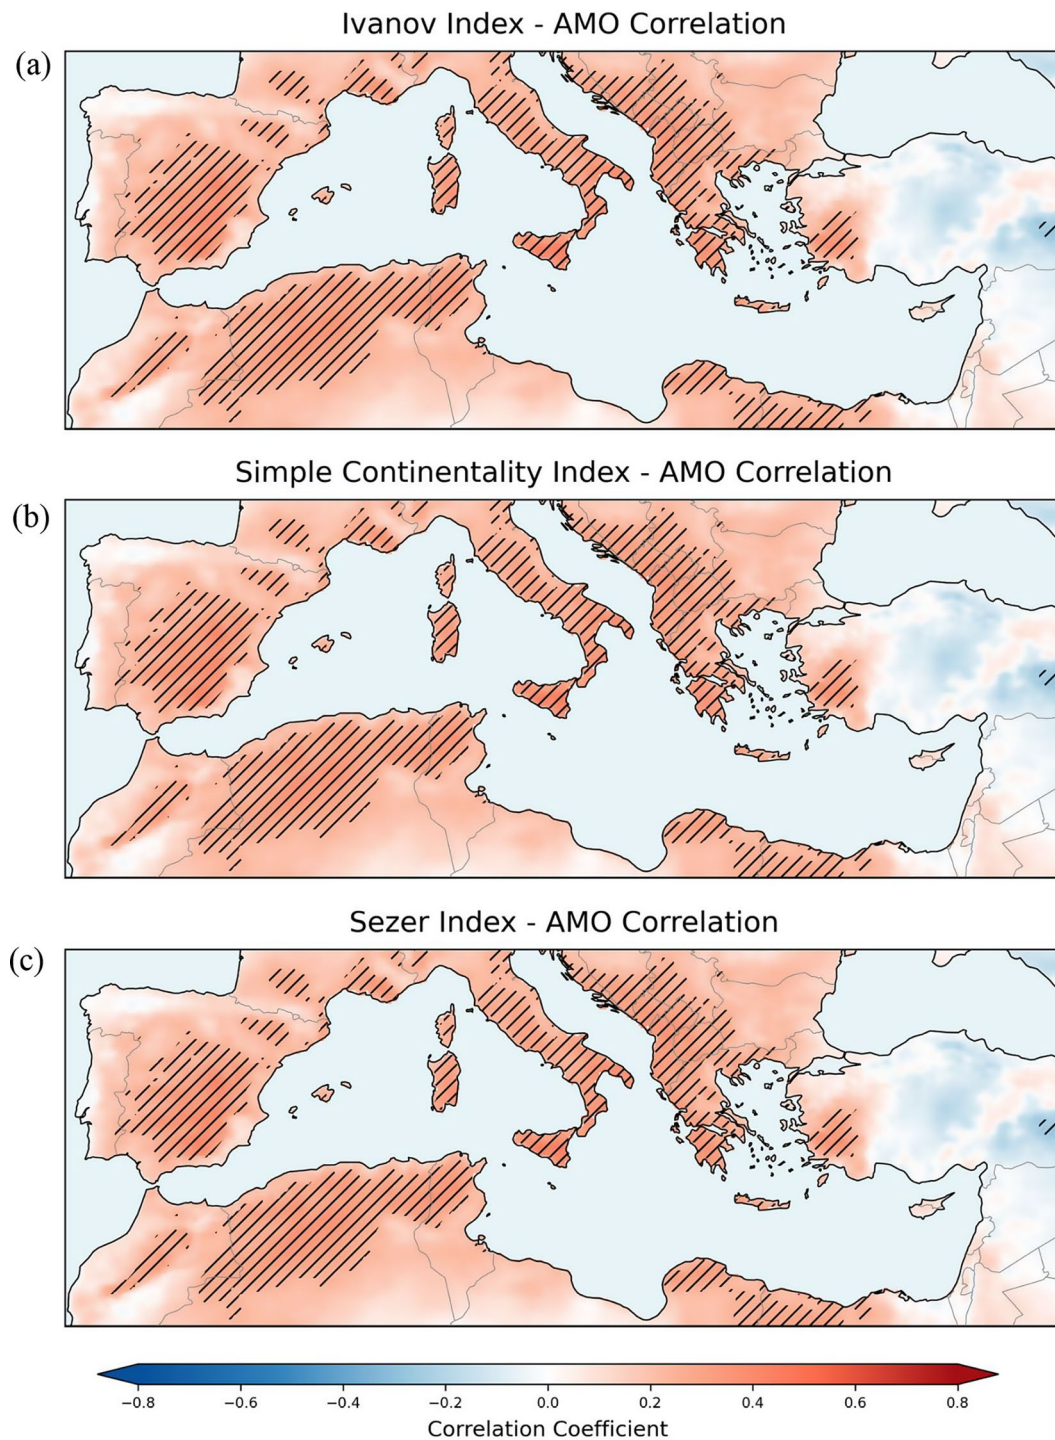 Ivanov Index - AMO Correlation
(a)
Simple Continentality Index - AMO Correlation
(b)
Sezer Index - AMO Correlation
(c)
−0.8 −0.6 −0.4 −0.2 0.0 0.2 0.4 0.6 0.8
Correlation Coefficient